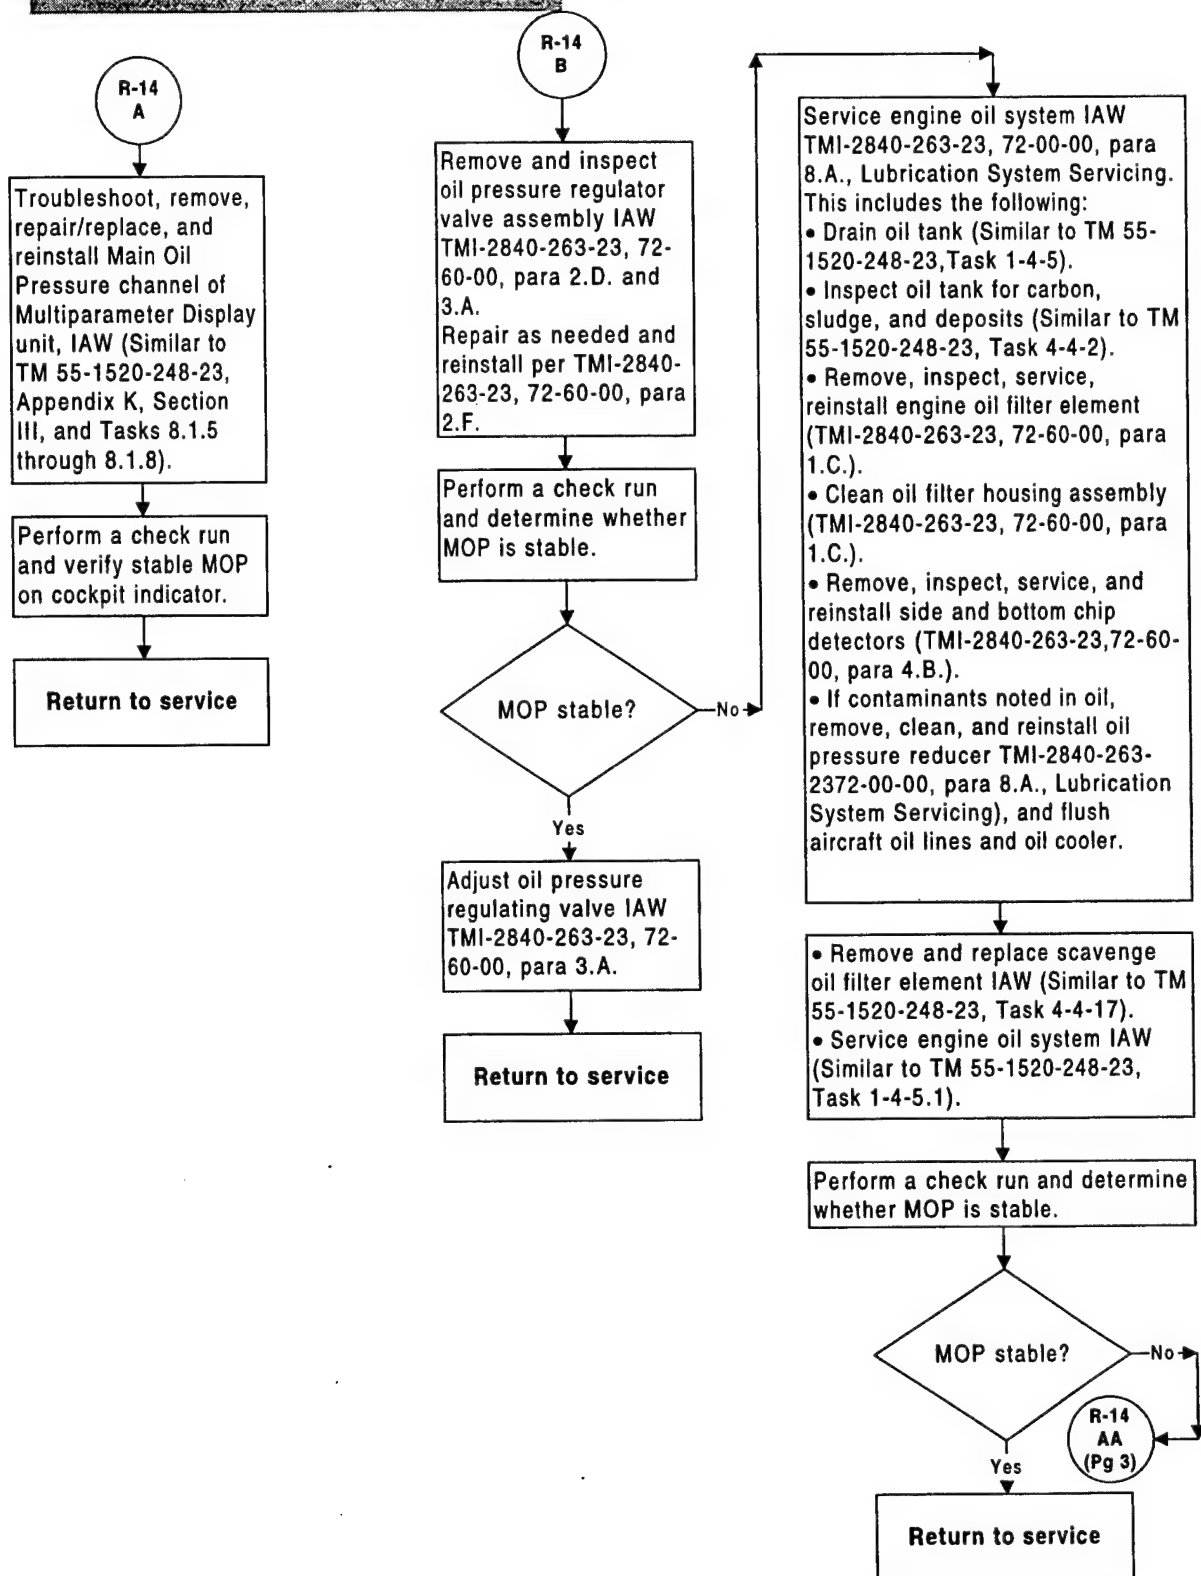 R-14
A
Troubleshoot, remove,
repair/replace, and
reinstall Main Oil
Pressure channel of
Multiparameter Display
unit, IAW (Similar to
TM 55-1520-248-23,
Appendix K, Section
III, and Tasks 8.1.5
through 8.1.8).
Perform a check run
and verify stable MOP
on cockpit indicator.
Return to service
R-14
B
Remove and inspect
oil pressure regulator
valve assembly IAW
TMI-2840-263-23, 72-
60-00, para 2.D. and
3.A.
Repair as needed and
reinstall per TMI-2840-
263-23, 72-60-00, para
2.F.
Perform a check run
and determine whether
MOP is stable.
MOP stable?
No
Yes
Adjust oil pressure
regulating valve IAW
TMI-2840-263-23, 72-
60-00, para 3.A.
Return to service
Service engine oil system IAW
TMI-2840-263-23, 72-00-00, para
8.A., Lubrication System Servicing.
This includes the following:
• Drain oil tank (Similar to TM 55-
1520-248-23,Task 1-4-5).
• Inspect oil tank for carbon,
sludge, and deposits (Similar to TM
55-1520-248-23, Task 4-4-2).
• Remove, inspect, service,
reinstall engine oil filter element
(TMI-2840-263-23, 72-60-00, para
1.C.).
• Clean oil filter housing assembly
(TMI-2840-263-23, 72-60-00, para
1.C.).
• Remove, inspect, service, and
reinstall side and bottom chip
detectors (TMI-2840-263-23,72-60-
00, para 4.B.).
• If contaminants noted in oil,
remove, clean, and reinstall oil
pressure reducer TMI-2840-263-
2372-00-00, para 8.A., Lubrication
System Servicing), and flush
aircraft oil lines and oil cooler.
• Remove and replace scavenge
oil filter element IAW (Similar to TM
55-1520-248-23, Task 4-4-17).
• Service engine oil system IAW
(Similar to TM 55-1520-248-23,
Task 1-4-5.1).
Perform a check run and determine
whether MOP is stable.
MOP stable?
No
R-14
AA
(Pg 3)
Yes
Return to service